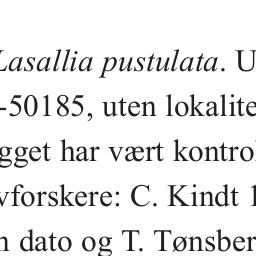 Lasallia pustulata. U
-50185, uten lokalite
gget har vært kontrol
vforskere: C. Kindt 1
n dato og T. Tønsber